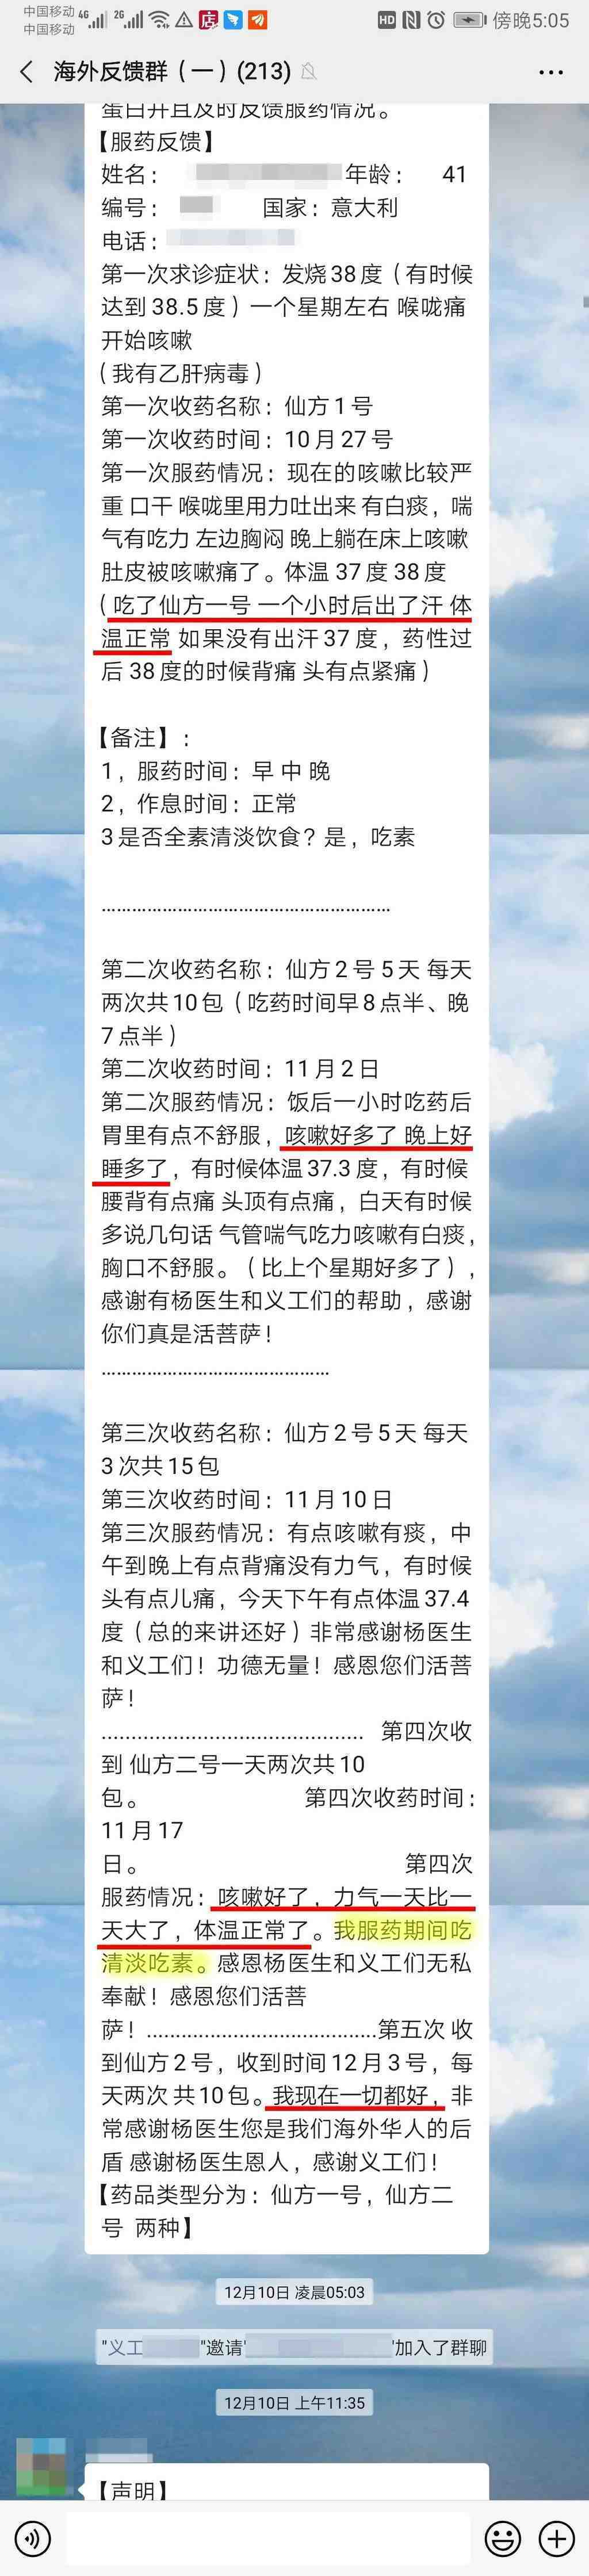 中国移动 4G 2G HD 傍晚5:05
中国移动
海外反馈群（一）(213)
蛋白并且及时反馈服药情况。
【服药反馈】
姓名： 年龄： 41
编号： 国家：意大利
电话：
第一次求诊症状：发烧38度（有时候
达到38.5度）一个星期左右 喉咙痛
开始咳嗽
（我有乙肝病毒）
第一次收药名称：仙方1号
第一次收药时间：10月27号
第一次服药情况：现在的咳嗽比较严
重 口干 喉咙里用力吐出来 有白痰，喘
气有吃力 左边胸闷 晚上躺在床上咳嗽
肚皮被咳嗽痛了。体温 37度 38度
（吃了仙方一号 一个小时后出了汗 体
温正常 如果没有出汗37度，药性过
后38度的时候背痛 头有点紧痛）
【备注】：
1，服药时间：早 中 晚
2，作息时间：正常
3是否全素清淡饮食？是，吃素
………………………………………………
第二次收药名称：仙方2号5天 每天
两次共10包（吃药时间早8点半、晚
7点半）
第二次收药时间：11月2日
第二次服药情况：饭后一小时吃药后
胃里有点不舒服，咳嗽好多了 晚上好
睡多了，有时候体温37.3度，有时候
腰背有点痛 头顶有点痛，白天有时候
多说几句话 气管喘气吃力咳嗽有白痰，
胸口不舒服。（比上个星期好多了），
感谢有杨医生和义工们的帮助，感谢
你们真是活菩萨！
……………………………………
第三次收药名称：仙方2号5天 每天
3次共15包
第三次收药时间：11月10日
第三次服药情况：有点咳嗽有痰，中
午到晚上有点背痛没有力气，有时候
头有点儿痛，今天下午有点体温37.4
度（总的来讲还好）非常感谢杨医生
和义工们！功德无量！感恩您们活菩
萨！
............................................ 第四次收
到 仙方二号一天两次共10
包。 第四次收药时间：
11月17
日。 第四次
服药情况：咳嗽好了，力气一天比一
天大了，体温正常了。我服药期间吃
清淡吃素。感恩杨医生和义工们无私
奉献！感恩您们活菩
萨！.......................................第五次 收
到仙方2号，收到时间12月3号，每
天两次 共10包。我现在一切都好，非
常感谢杨医生您是我们海外华人的后
盾 感谢杨医生恩人，感谢义工们！
【药品类型分为：仙方一号，仙方二
号 两种】
12月10日 凌晨05:03
"义工 "邀请" "加入了群聊
12月10日 上午11:35
【声明】